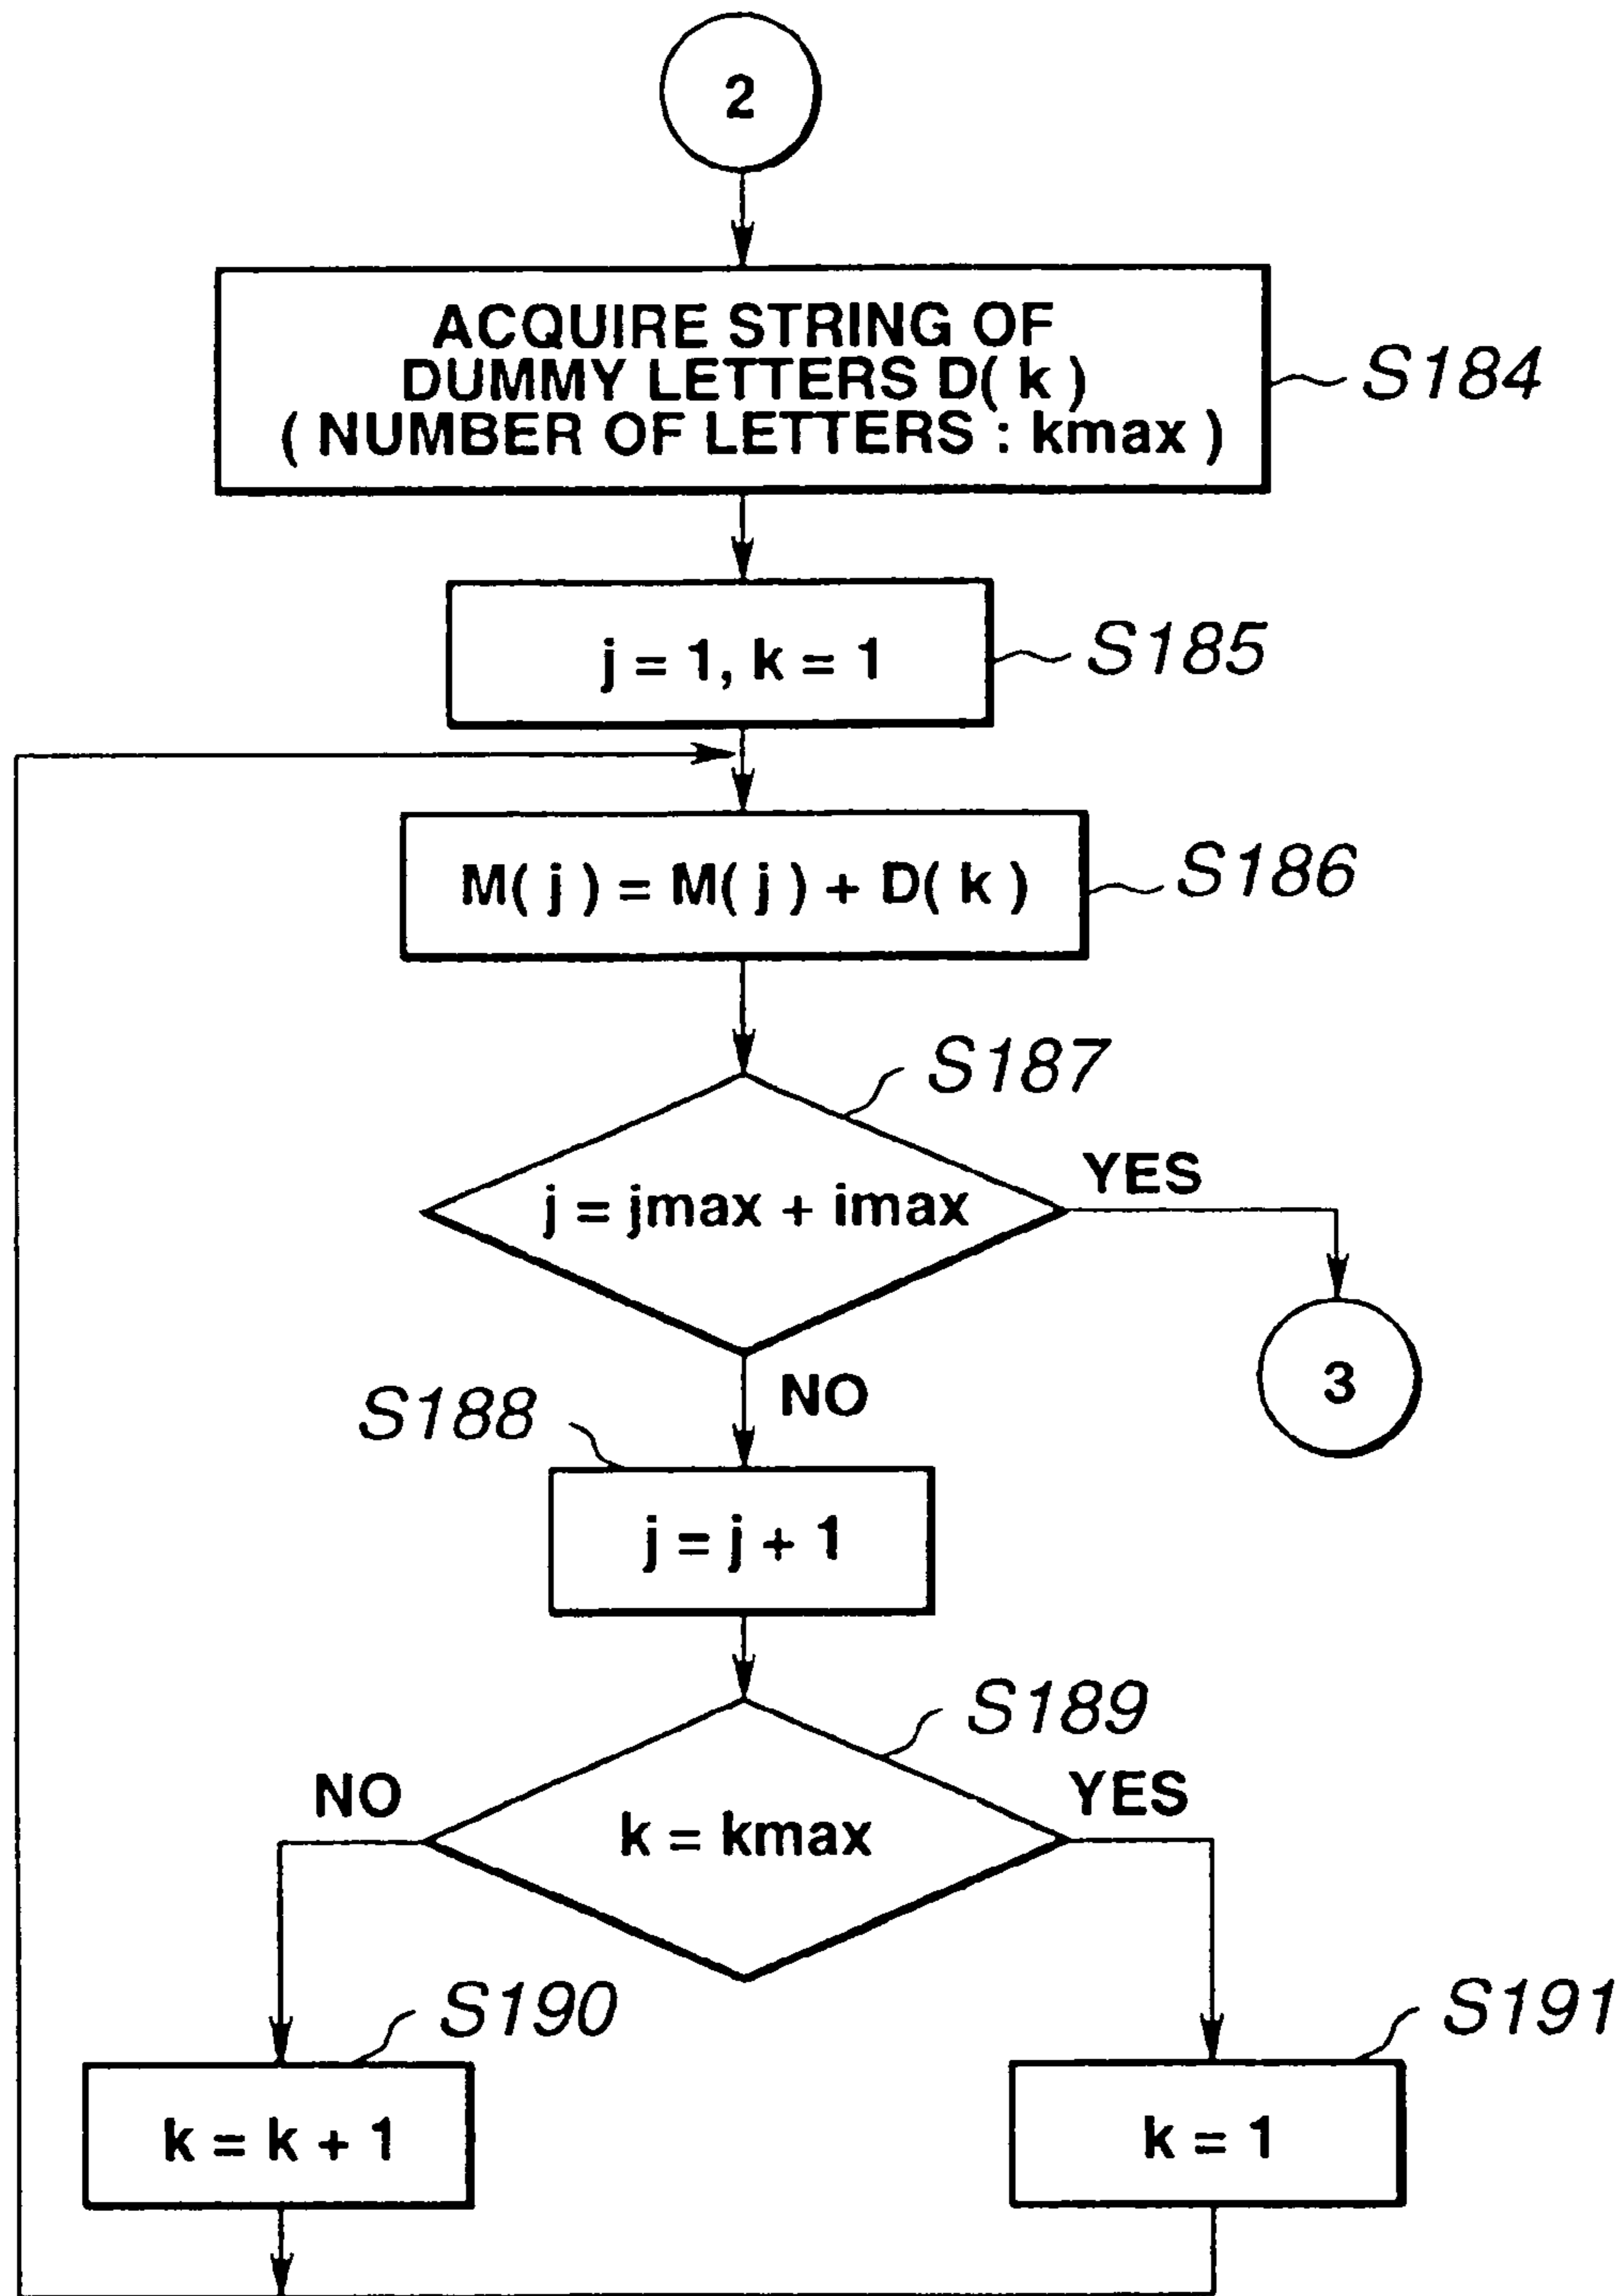 2
ACQUIRE STRING OF
DUMMY LETTERS D( k )
( NUMBER OF LETTERS : kmax )
S184
j = 1, k = 1
S185
M( j ) = M( j ) + D( k )
S186
S187
j = jmax + imax
YES
3
NO
S188
j = j + 1
S189
NO
k = kmax
YES
S190
k = k + 1
S191
k = 1